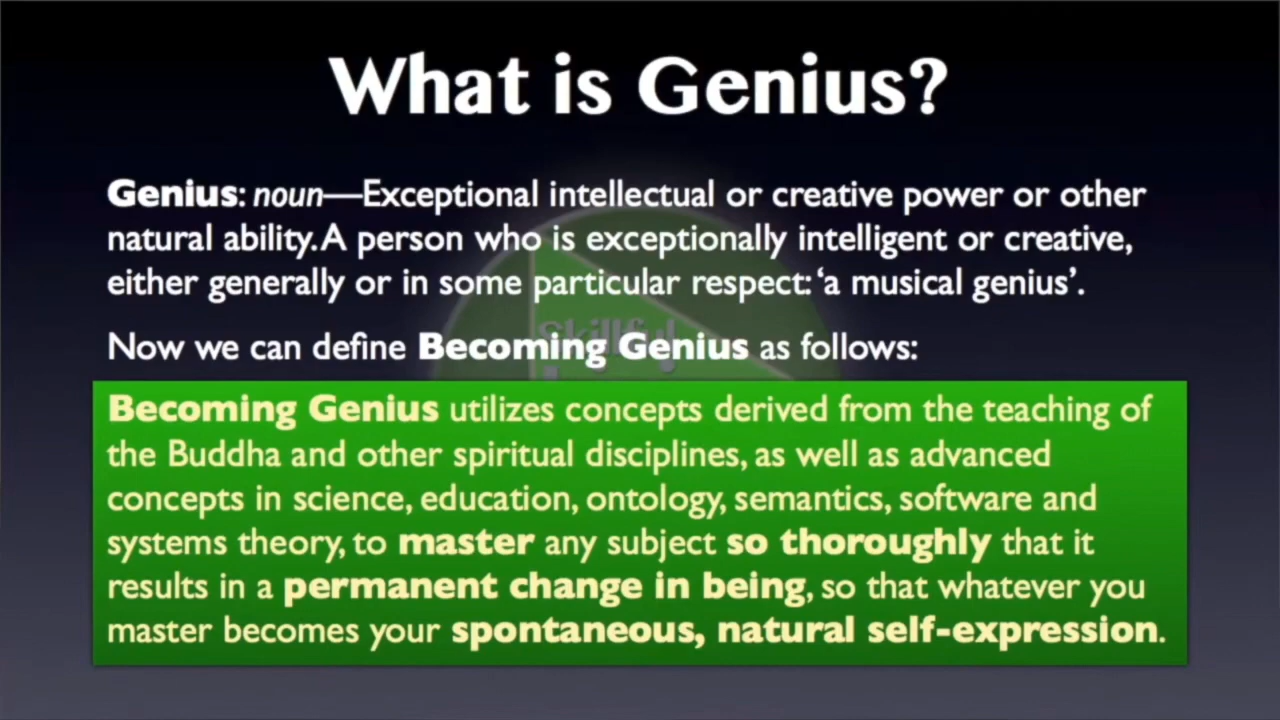 What is Genius?
Genius: noun—Exceptional intellectual or creative power or other
natural ability. A person who is exceptionally intelligent or creative,
either generally or in some particular respect: ‘a musical genius’.
Skillful
Now we can define Becoming Genius as follows:
Becoming Genius utilizes concepts derived from the teaching of
the Buddha and other spiritual disciplines, as well as advanced
concepts in science, education, ontology, semantics, software and
systems theory, to master any subject so thoroughly that it
results in a permanent change in being, so that whatever you
master becomes your spontaneous, natural self-expression.